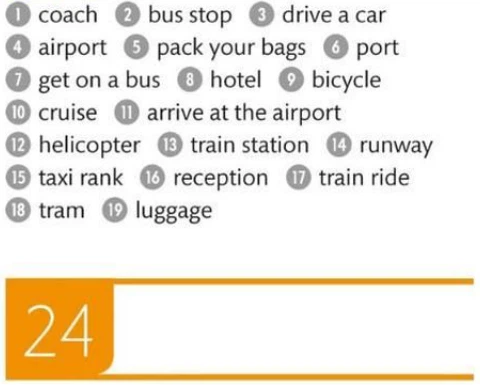 1 coach 2 bus stop 3 drive a car
4 airport 5 pack your bags 6 port
7 get on a bus 8 hotel 9 bicycle
10 cruise 11 arrive at the airport
12 helicopter 13 train station 14 runway
15 taxi rank 16 reception 17 train ride
18 tram 19 luggage
24